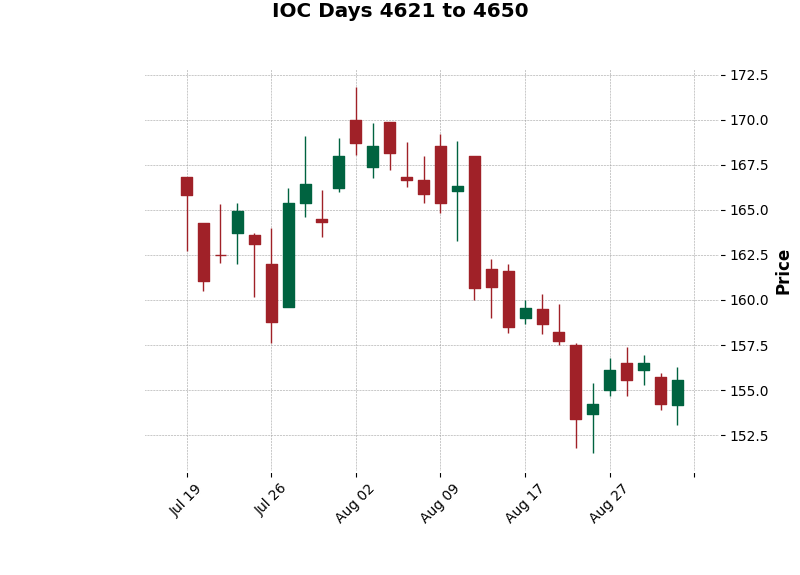 IOC Days 4621 to 4650
172.5
170.0
167.5
165.0
162.5
160.0
157.5
155.0
152.5
Price
Jul 19
Jul 26
Aug 02
Aug 09
Aug 17
Aug 27